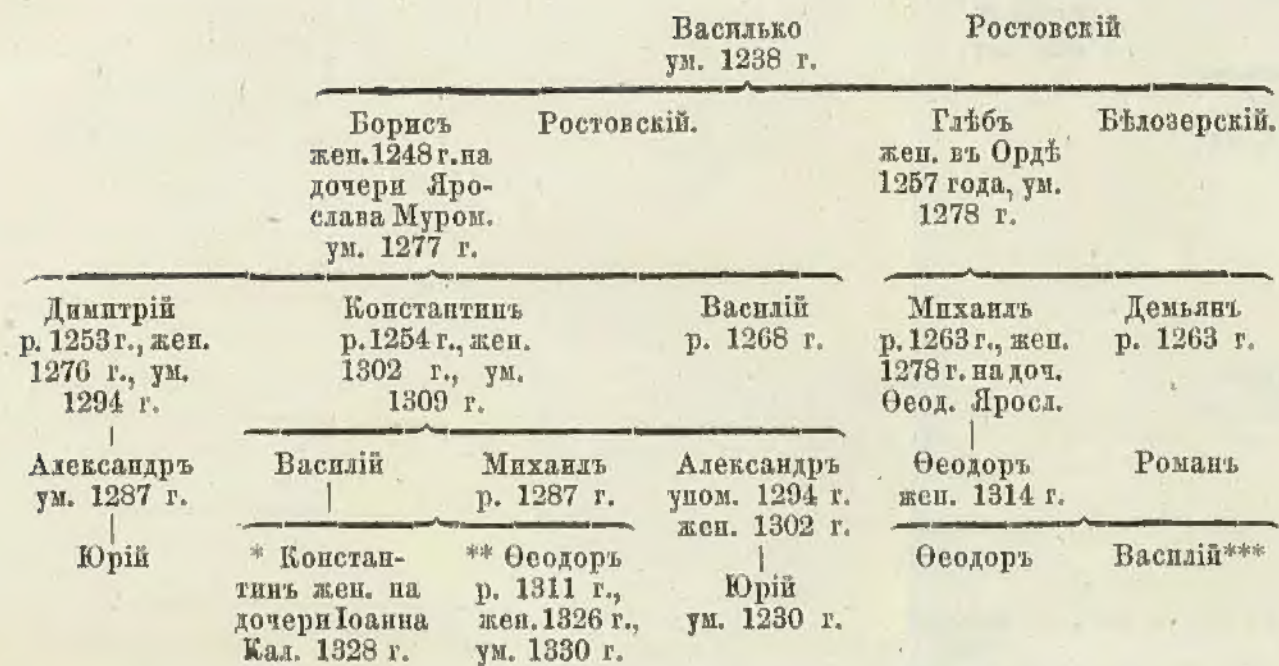 Василько Ростовскій
ум. 1238 г.
Борисъ Ростовскій.
жен. 1248 г. на
дочери Яро-
слава Муром.
ум. 1277 г.
Глѣбъ Бѣлозерскій.
жен. въ Ордѣ
1257 года, ум.
1278 г.
Димитрій
р. 1253 г., жен.
1276 г., ум.
1294 г.
Константинъ
р. 1254 г., жен.
1302 г., ум.
1309 г.
Василій
р. 1268 г.
Михаилъ
р. 1263 г., жен.
1278 г. на доч.
Ѳеод. Яросл.
Демьянъ
р. 1263 г.
Александръ
ум. 1287 г.
Василій
Михаилъ
р. 1287 г.
Александръ
упом. 1294 г.
жен. 1302 г.
Ѳеодоръ
жен. 1314 г.
Романъ
Юрій
* Констан-
тинъ жен. на
дочери Іоанна
Кал. 1328 г.
** Ѳеодоръ
р. 1311 г.,
жен. 1326 г.,
ум. 1330 г.
Юрій
ум. 1230 г.
Ѳеодоръ
Василій***